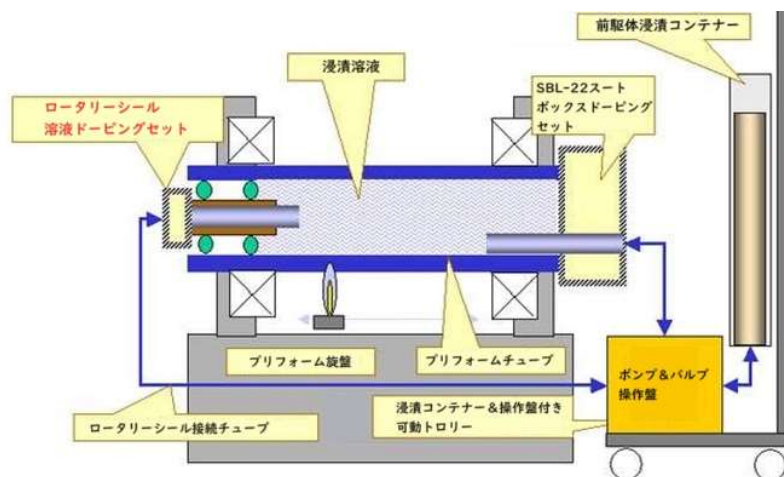 前駆体浸漬コンテナー
浸漬溶液
SBL-22スート
ボックスドーピング
セット
ロータリーシール
溶液ドーピングセット
プリフォーム旋盤
プリフォームチューブ
ポンプ&バルブ
操作盤
ロータリーシール接続チューブ
浸漬コンテナー&操作盤付き
可動トロリー